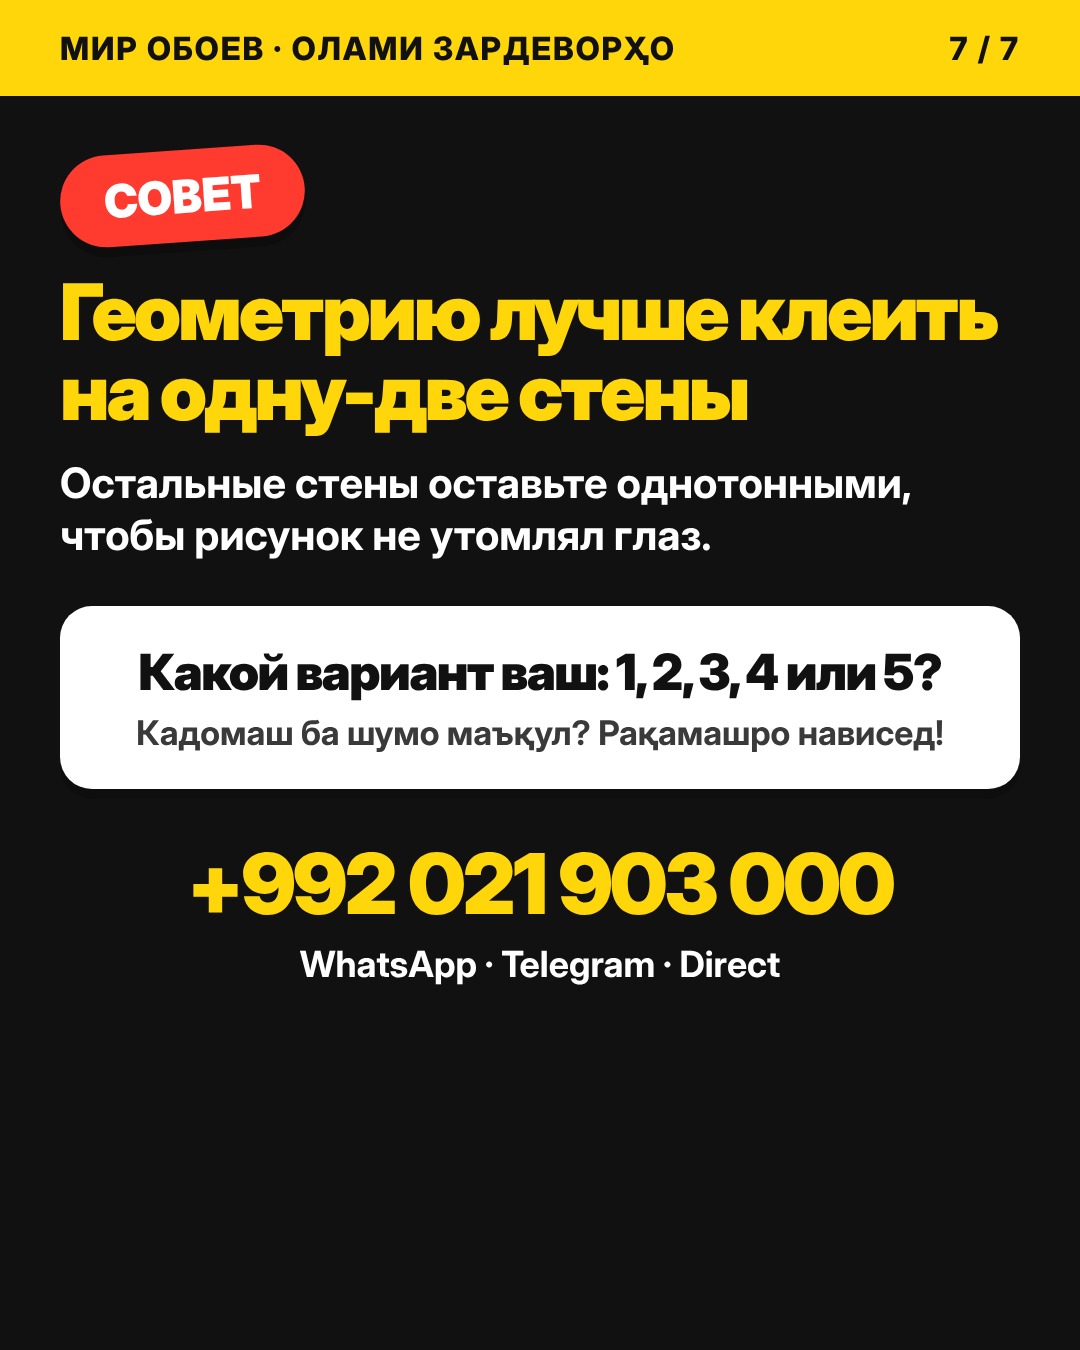 МИР ОБОЕВ · ОЛАМИ ЗАРДЕВОРҲО
7 / 7
СОВЕТ
Геометрию лучше клеить
на одну-две стены
Остальные стены оставьте однотонными,
чтобы рисунок не утомлял глаз.
Какой вариант ваш: 1, 2, 3, 4 или 5?
Кадомаш ба шумо маъқул? Рақамашро нависед!
+992 021 903 000
WhatsApp · Telegram · Direct